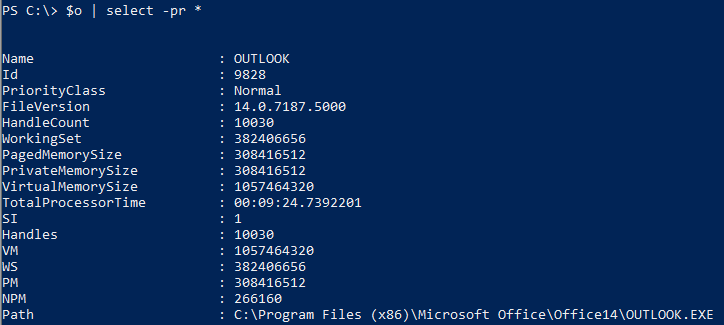 PS C:\> $o | select -pr *
Name : OUTLOOK
Id : 9828
PriorityClass : Normal
FileVersion : 14.0.7187.5000
HandleCount : 10030
WorkingSet : 382406656
PagedMemorySize : 308416512
PrivateMemorySize : 308416512
VirtualMemorySize : 1057464320
TotalProcessorTime : 00:09:24.7392201
SI : 1
Handles : 10030
VM : 1057464320
WS : 382406656
PM : 308416512
NPM : 266160
Path : C:\Program Files (x86)\Microsoft Office\Office14\OUTLOOK.EXE